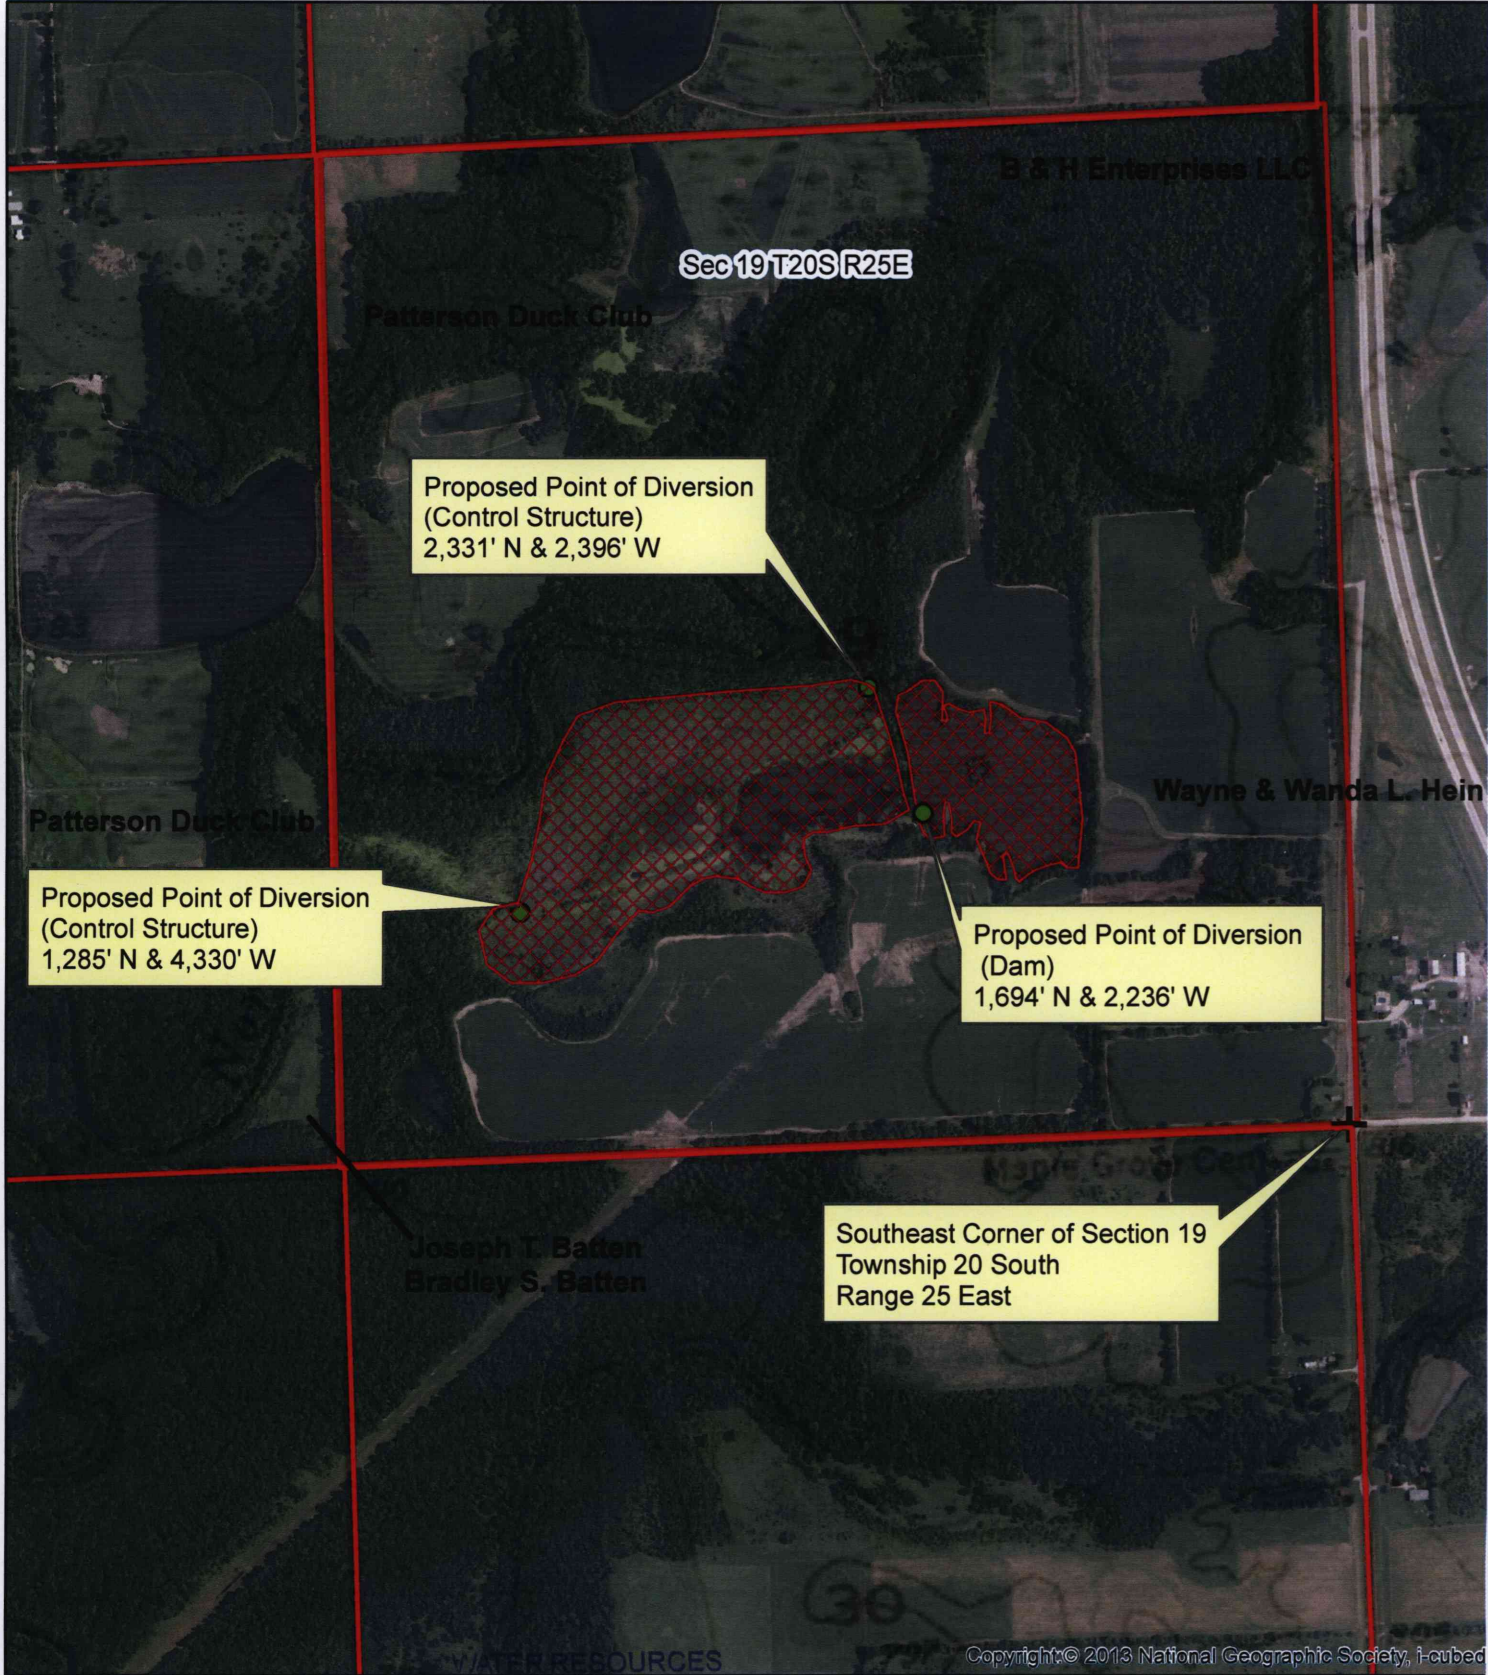 B & H Enterprises LLC
Sec 19 T20S R25E
Patterson Duck Club
Proposed Point of Diversion
(Control Structure)
2,331' N & 2,396' W
Wayne & Wanda L. Hein
Patterson Duck Club
Proposed Point of Diversion
(Control Structure)
1,285' N & 4,330' W
Proposed Point of Diversion
(Dam)
1,694' N & 2,236' W
Maple Grove
Southeast Corner of Section 19
Township 20 South
Range 25 East
Joseph T. Batten
Bradley S. Batten
30
WATER RESOURCES
Copyright:© 2013 National Geographic Society, i-cubed